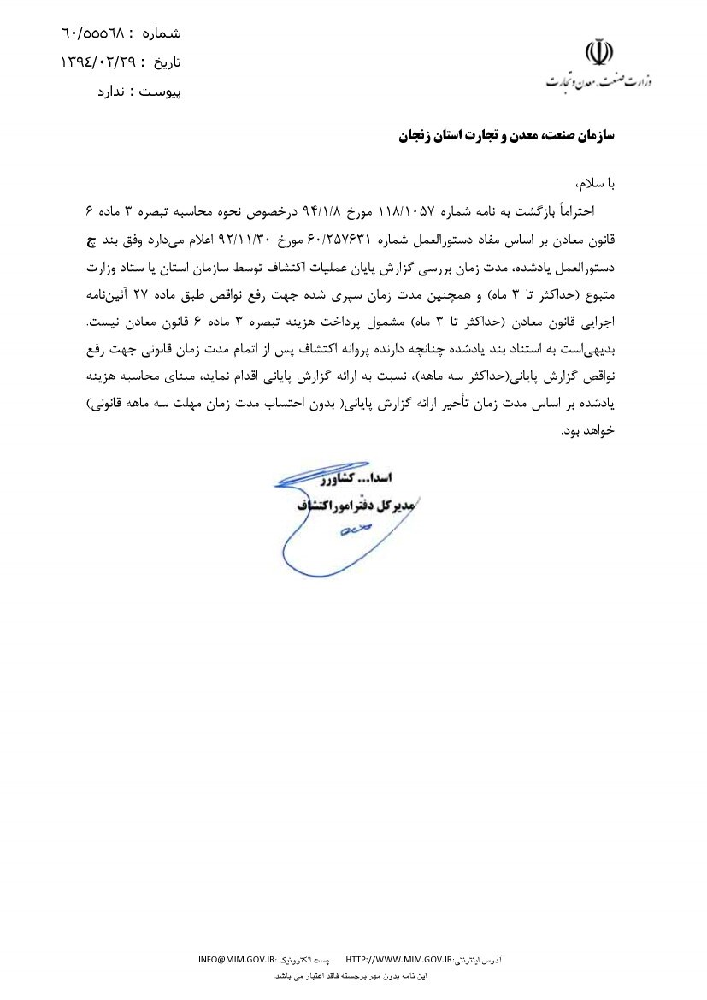 شماره : ٦٠/٥٥٥٦٨
تاریخ : ١٣٩٤/٠٢/٢٩
پیوست : ندارد
وزارت صنعت، معدن و تجارت
سازمان صنعت، معدن و تجارت استان زنجان
با سلام،
احتراماً بازگشت به نامه شماره ۱۱۸/۱۰۵۷ مورخ ۹۴/۱/۸ درخصوص نحوه محاسبه تبصره ۳ ماده ۶
قانون معادن بر اساس مفاد دستورالعمل شماره ۶۰/۲۵۷۶۳۱ مورخ ۹۲/۱۱/۳۰ اعلام می‌دارد وفق بند چ
دستورالعمل یادشده، مدت زمان بررسی گزارش پایان عملیات اکتشاف توسط سازمان استان یا ستاد وزارت
متبوع (حداکثر تا ۳ ماه) و همچنین مدت زمان سپری شده جهت رفع نواقص طبق ماده ۲۷ آئین‌نامه
اجرایی قانون معادن (حداکثر تا ۳ ماه) مشمول پرداخت هزینه تبصره ۳ ماده ۶ قانون معادن نیست.
بدیهی‌است به استناد بند یادشده چنانچه دارنده پروانه اکتشاف پس از اتمام مدت زمان قانونی جهت رفع
نواقص گزارش پایانی(حداکثر سه ماهه)، نسبت به ارائه گزارش پایانی اقدام نماید، مبنای محاسبه هزینه
یادشده بر اساس مدت زمان تأخیر ارائه گزارش پایانی( بدون احتساب مدت زمان مهلت سه ماهه قانونی)
خواهد بود.
اسدا... کشاورز
مدیرکل دفتر امور اکتشاف
آدرس اینترنتی:HTTP://WWW.MIM.GOV.IR پست الکترونیک :INFO@MIM.GOV.IR
این نامه بدون مهر برجسته فاقد اعتبار می باشد.